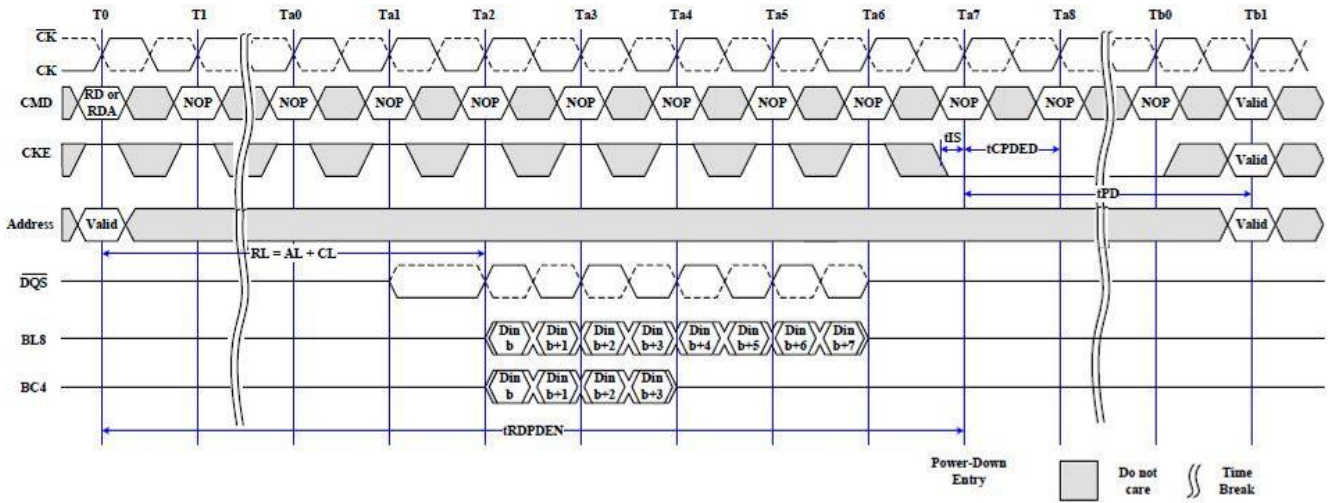 T0 T1 Ta0 Ta1 Ta2 Ta3 Ta4 Ta5 Ta6 Ta7 Ta8 Tb0 Tb1
CK
CK
CMD RD or RDA NOP NOP NOP NOP NOP NOP NOP NOP NOP NOP NOP Valid
tIS
CKE tCPDED Valid
tPD
Address Valid Valid
RL = AL + CL
DQS
BL8 Din b Din b+1 Din b+2 Din b+3 Din b+4 Din b+5 Din b+6 Din b+7
BC4 Din b Din b+1 Din b+2 Din b+3
tRDPDEN
Power-Down Entry
Do not care
Time Break